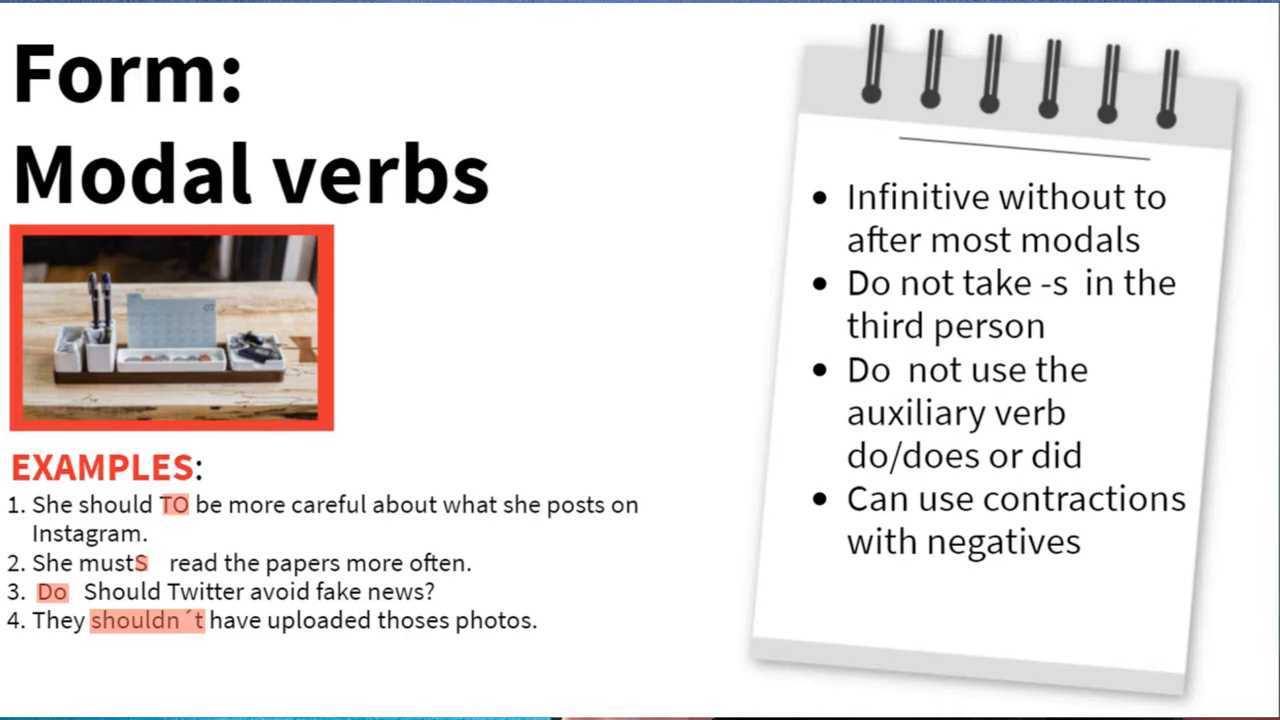 Form:
Modal verbs
EXAMPLES:
1. She should TO be more careful about what she posts on
Instagram.
2. She mustS read the papers more often.
3. Do Should Twitter avoid fake news?
4. They shouldn´t have uploaded thoses photos.
• Infinitive without to
after most modals
• Do not take -s in the
third person
• Do not use the
auxiliary verb
do/does or did
• Can use contractions
with negatives